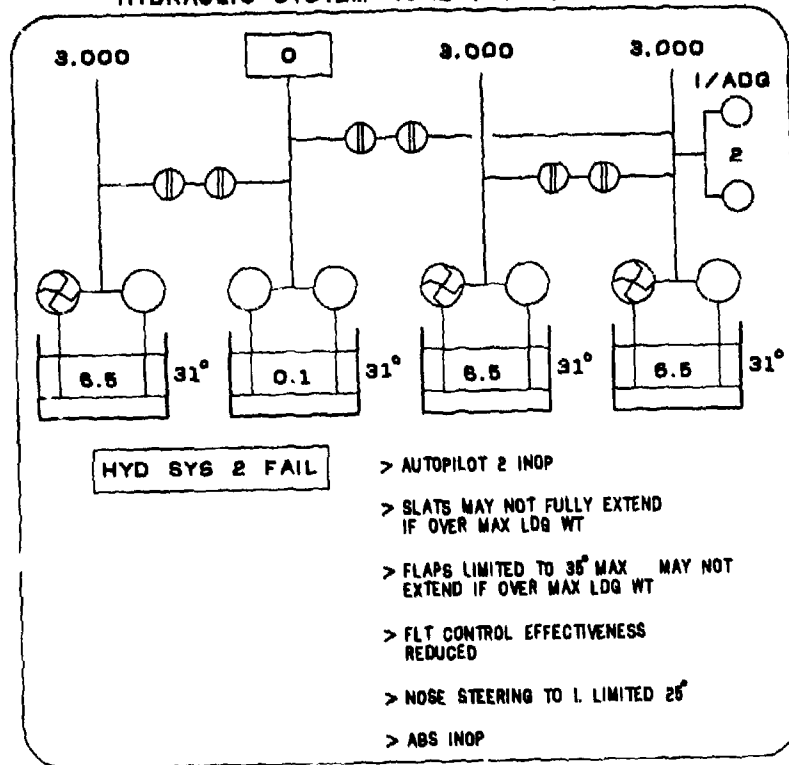 3.000 0 3.000 3.000
1/ADG
2
6.5 31° 0.1 31° 6.5 31° 6.5 31°
HYD SYS 2 FAIL
> AUTOPILOT 2 INOP
> SLATS MAY NOT FULLY EXTEND
IF OVER MAX LDG WT
> FLAPS LIMITED TO 35° MAX MAY NOT
EXTEND IF OVER MAX LDG WT
> FLT CONTROL EFFECTIVENESS
REDUCED
> NOSE STEERING TO 1. LIMITED 25°
> ABS INOP